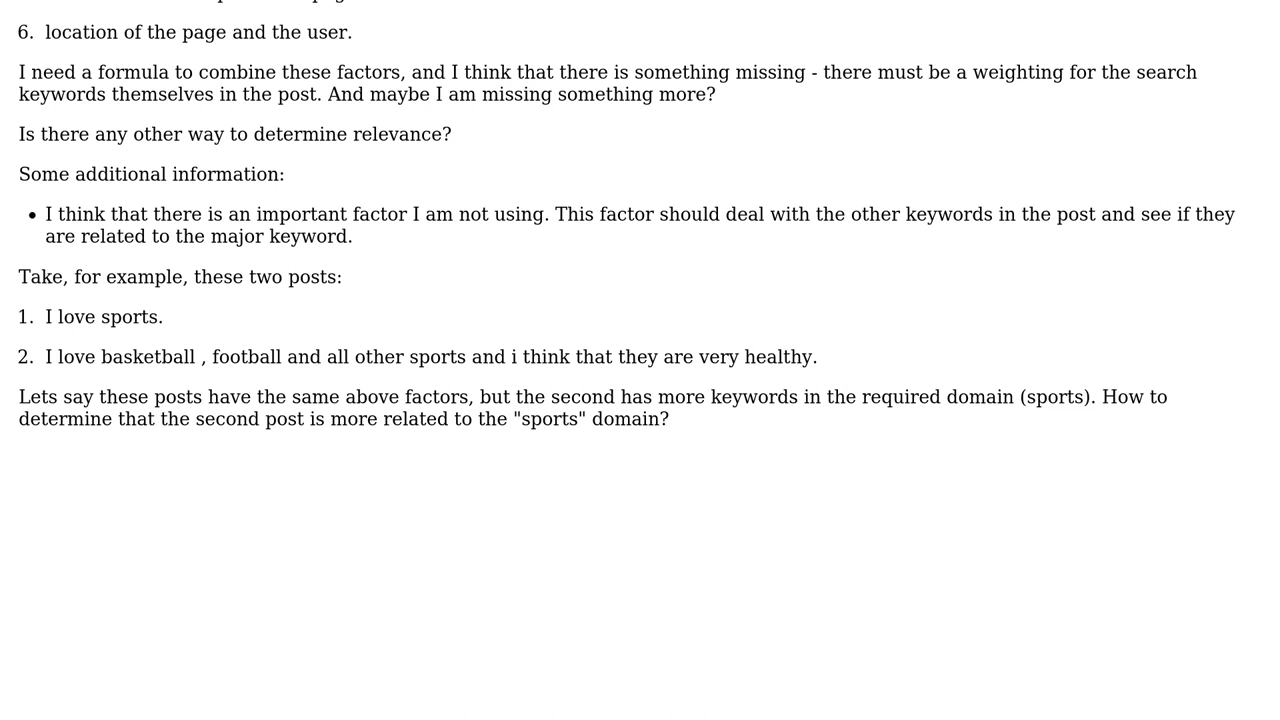 6. location of the page and the user.
I need a formula to combine these factors, and I think that there is something missing - there must be a weighting for the search
keywords themselves in the post. And maybe I am missing something more?
Is there any other way to determine relevance?
Some additional information:
• I think that there is an important factor I am not using. This factor should deal with the other keywords in the post and see if they
are related to the major keyword.
Take, for example, these two posts:
1. I love sports.
2. I love basketball , football and all other sports and i think that they are very healthy.
Lets say these posts have the same above factors, but the second has more keywords in the required domain (sports). How to
determine that the second post is more related to the "sports" domain?